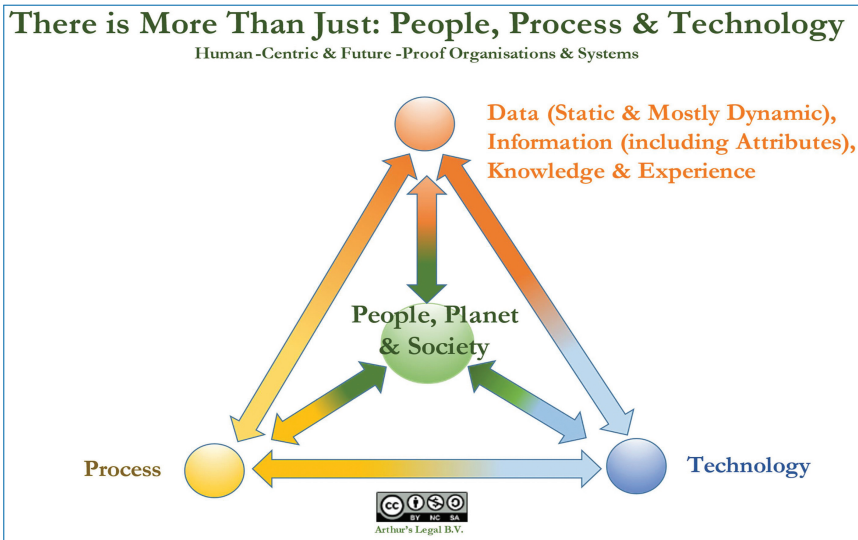 There is More Than Just: People, Process & Technology
Human-Centric & Future-Proof Organisations & Systems
Data (Static & Mostly Dynamic),
Information (including Attributes),
Knowledge & Experience
People, Planet
& Society
Process
Technology
cc
BY NC SA
Arthur's Legal B.V.